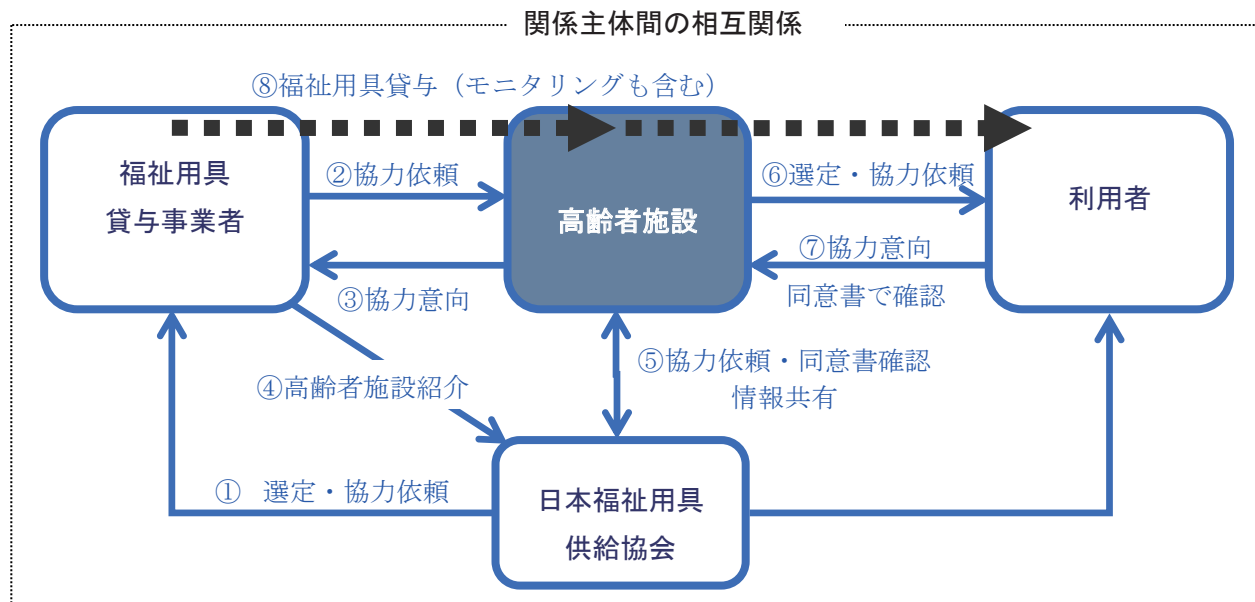 関係主体間の相互関係
⑧福祉用具貸与（モニタリングも含む）
福祉用具
貸与事業者
②協力依頼
高齢者施設
⑥選定・協力依頼
利用者
③協力意向
⑦協力意向
同意書で確認
④高齢者施設紹介
⑤協力依頼・同意書確認
情報共有
① 選定・協力依頼
日本福祉用具
供給協会